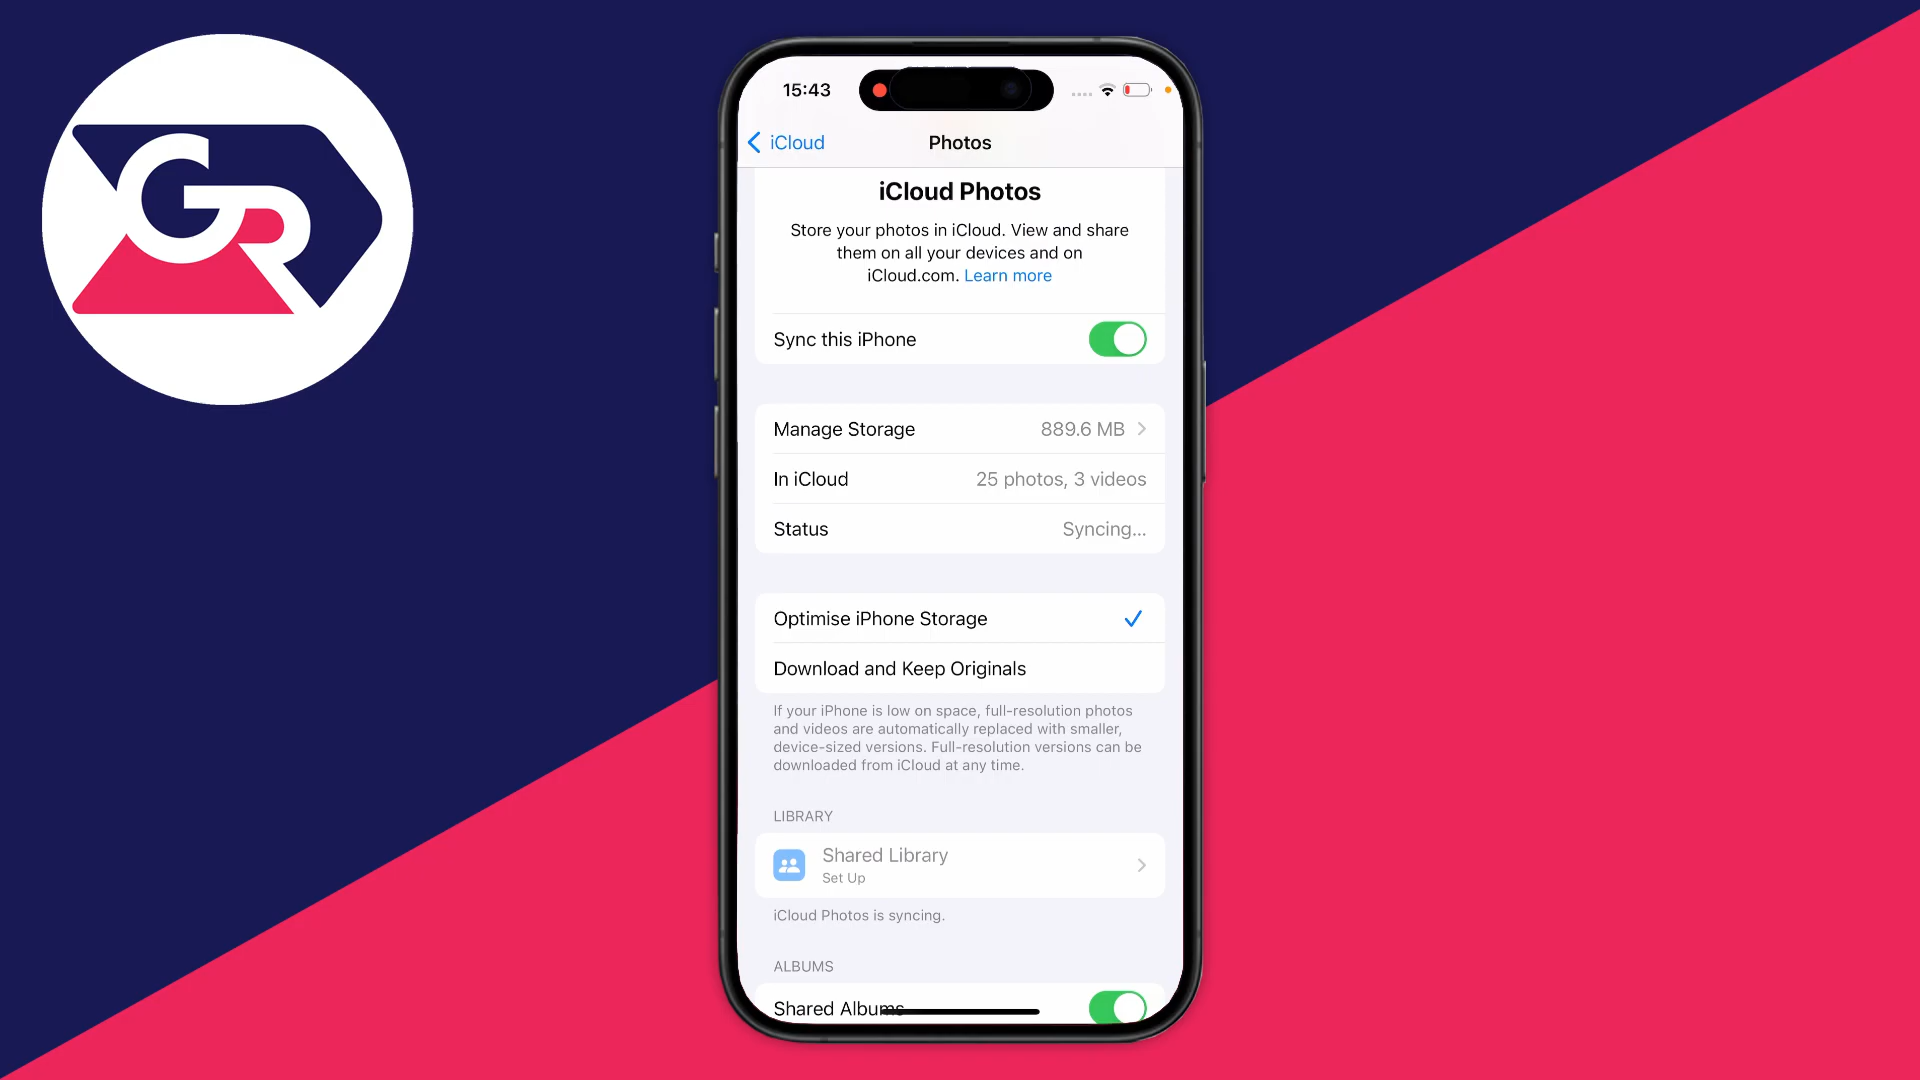 GR
15:43
iCloud
Photos
iCloud Photos
Store your photos in iCloud. View and share
them on all your devices and on
iCloud.com. Learn more
Sync this iPhone
Manage Storage 889.6 MB
In iCloud 25 photos, 3 videos
Status Syncing...
Optimise iPhone Storage
Download and Keep Originals
If your iPhone is low on space, full-resolution photos
and videos are automatically replaced with smaller,
device-sized versions. Full-resolution versions can be
downloaded from iCloud at any time.
LIBRARY
Shared Library
Set Up
iCloud Photos is syncing.
ALBUMS
Shared Albums